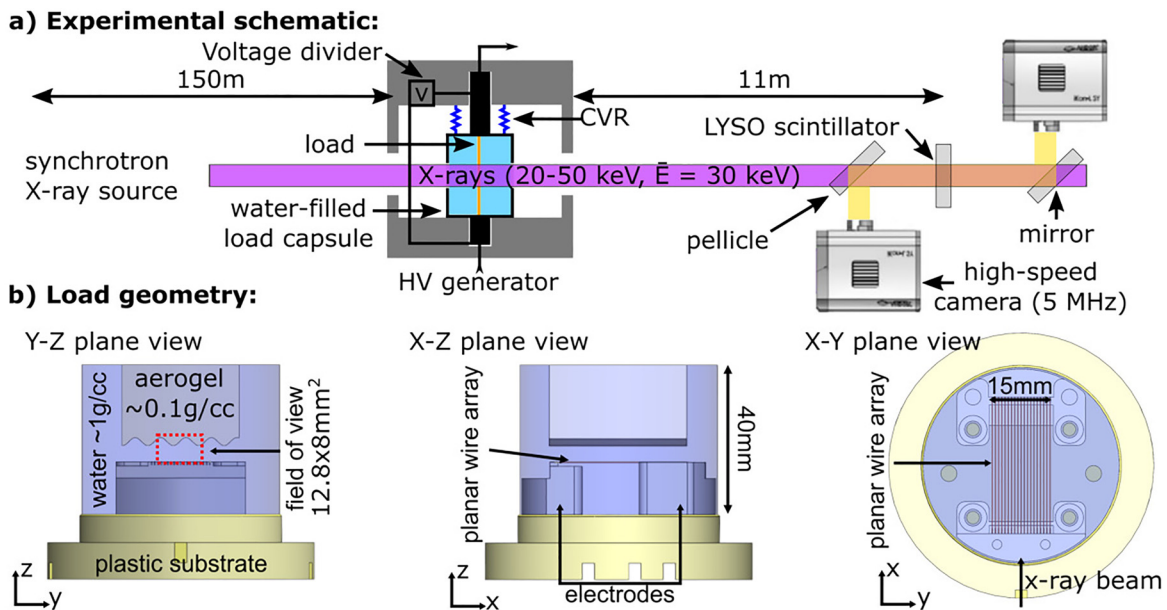 a) Experimental schematic:
Voltage divider
150m
11m
V
CVR
load
LYSO scintillator
synchrotron
X-ray source
X-rays (20-50 keV, Ē = 30 keV)
water-filled
load capsule
pellicle
mirror
HV generator
high-speed
camera (5 MHz)
b) Load geometry:
Y-Z plane view
X-Z plane view
X-Y plane view
water ~1g/cc
aerogel
~0.1g/cc
field of view
12.8x8mm²
planar wire array
40mm
15mm
planar wire array
plastic substrate
electrodes
x-ray beam
z
y
z
x
x
y